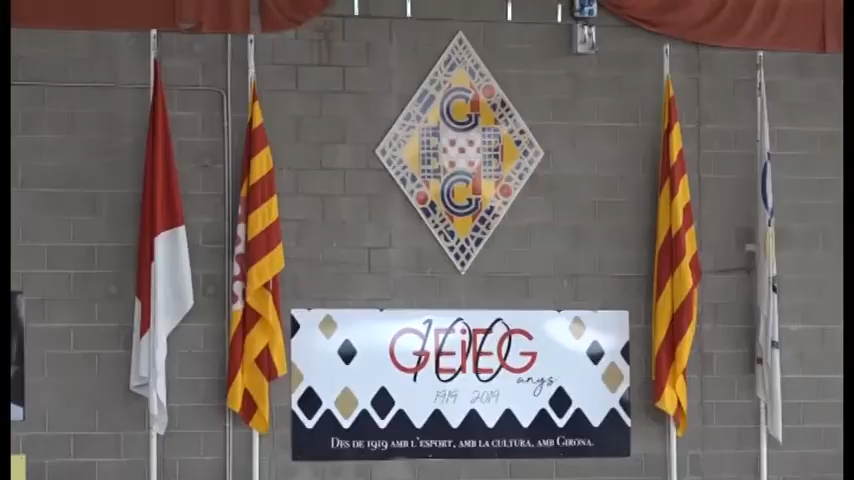 G
E E
G
GEiEG
100
anys
1919 2019
Des de 1919 amb l'esport, amb la cultura, amb Girona.